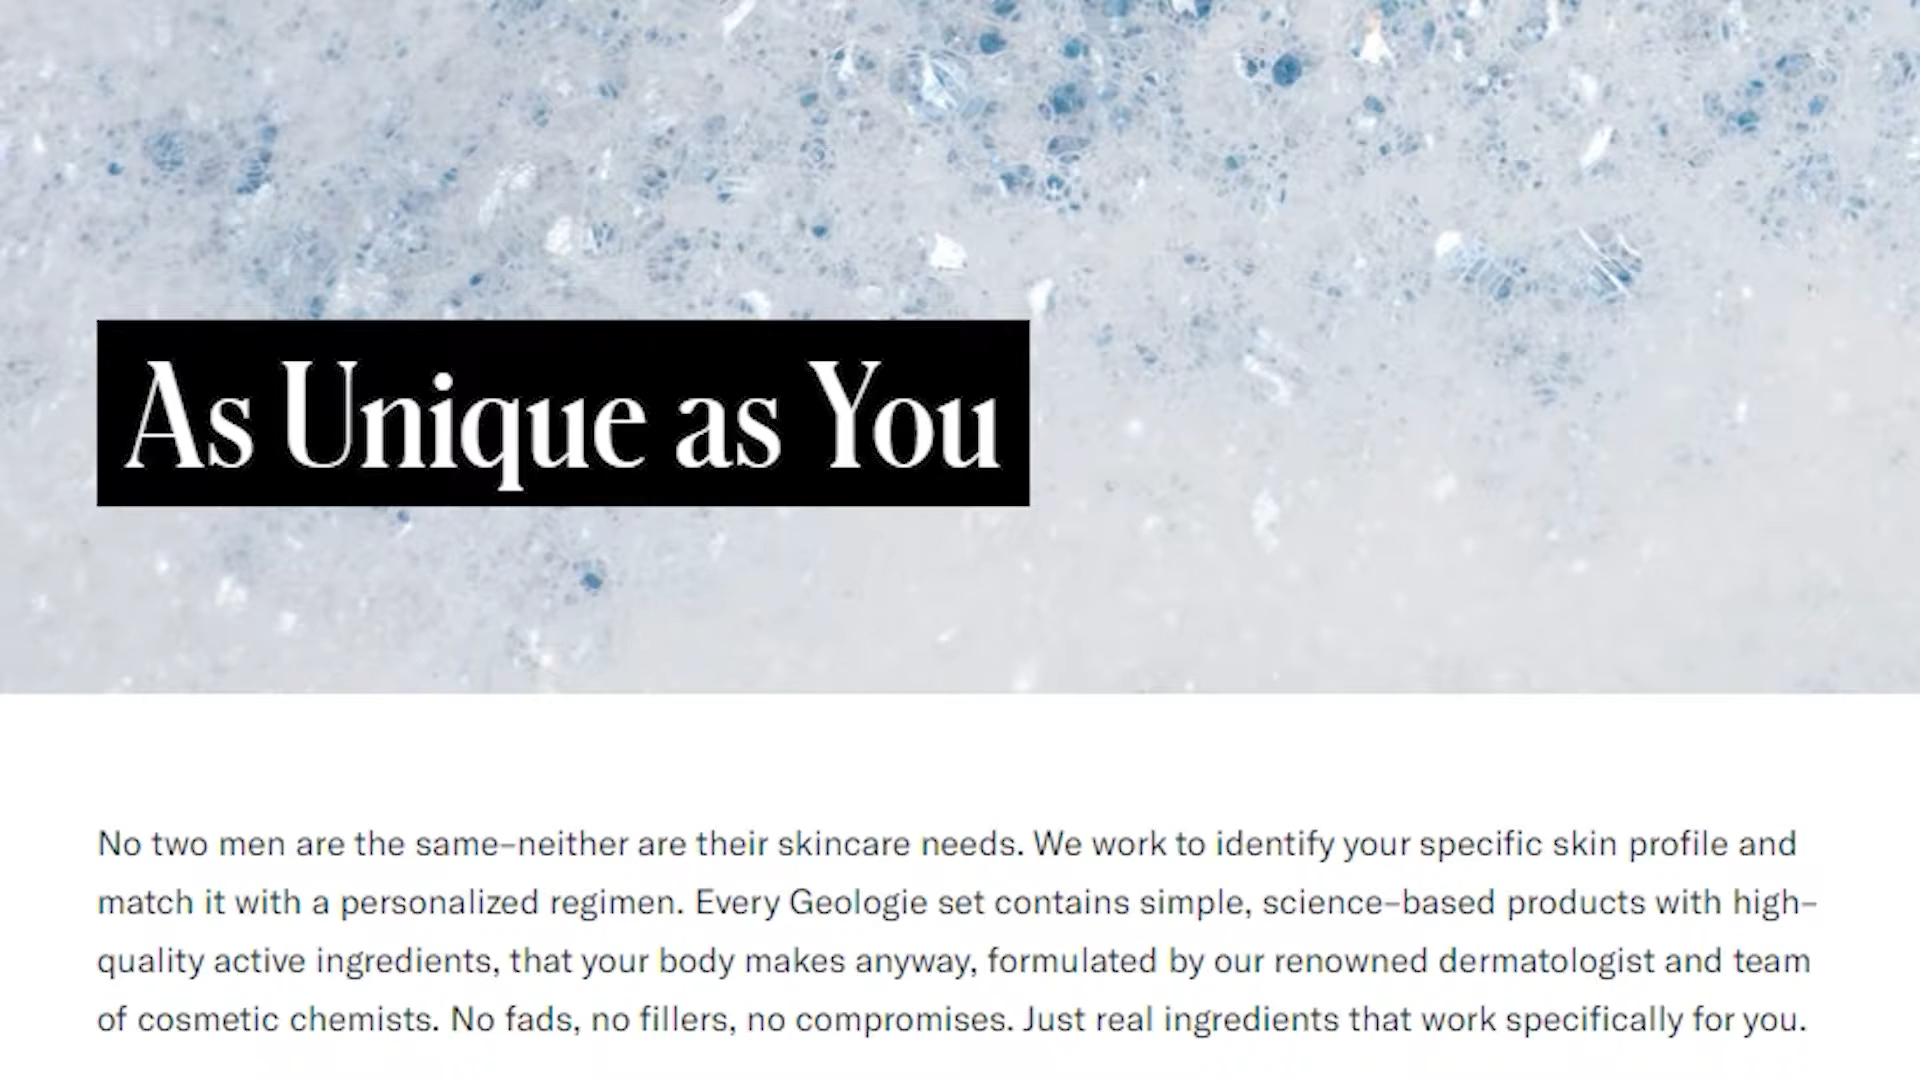 As Unique as You
No two men are the same–neither are their skincare needs. We work to identify your specific skin profile and
match it with a personalized regimen. Every Geologie set contains simple, science–based products with high–
quality active ingredients, that your body makes anyway, formulated by our renowned dermatologist and team
of cosmetic chemists. No fads, no fillers, no compromises. Just real ingredients that work specifically for you.